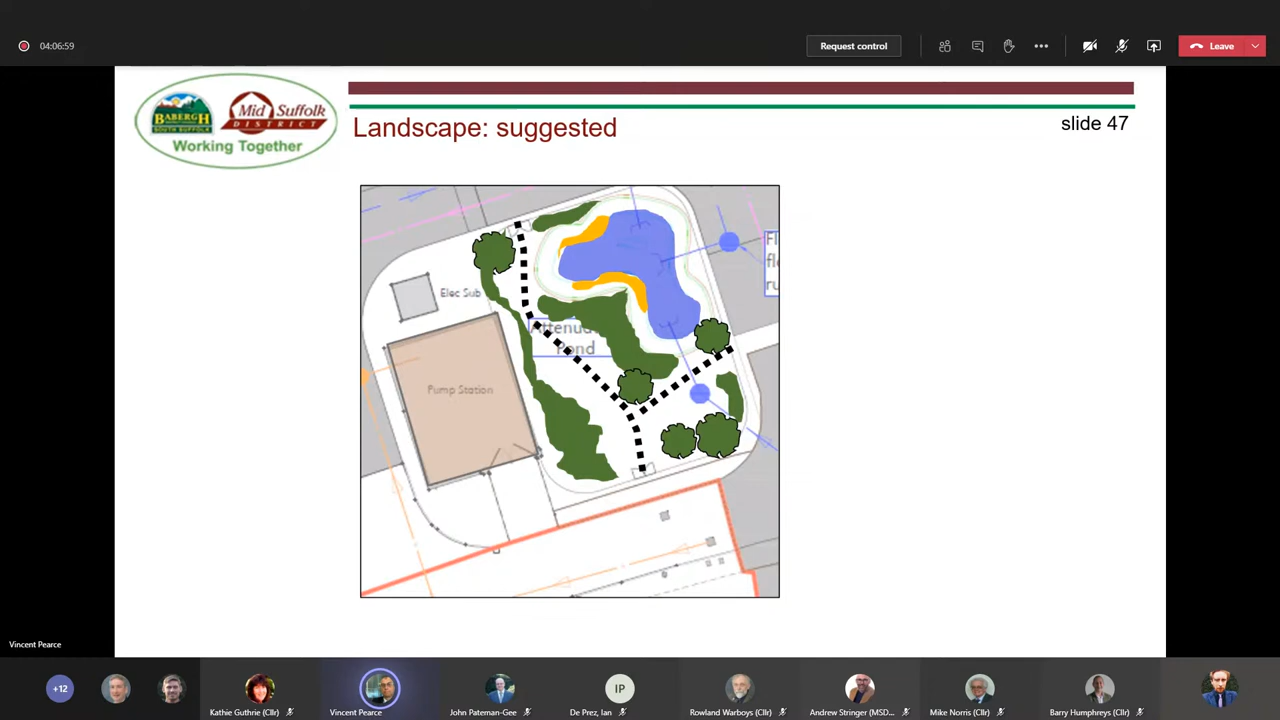 04:06:59
Request control
Leave
BABERGH
SOUTH SUFFOLK
Mid Suffolk
DISTRICT
Working Together
Landscape: suggested
slide 47
Elec Sub
Pond
Pump Station
Vincent Pearce
+12
Kathie Guthrie (Cllr)
Vincent Pearce
John Pateman-Gee
IP
De Prez, Ian
Rowland Warboys (Cllr)
Andrew Stringer (MSD...
Mike Norris (Cllr)
Barry Humphreys (Cllr)